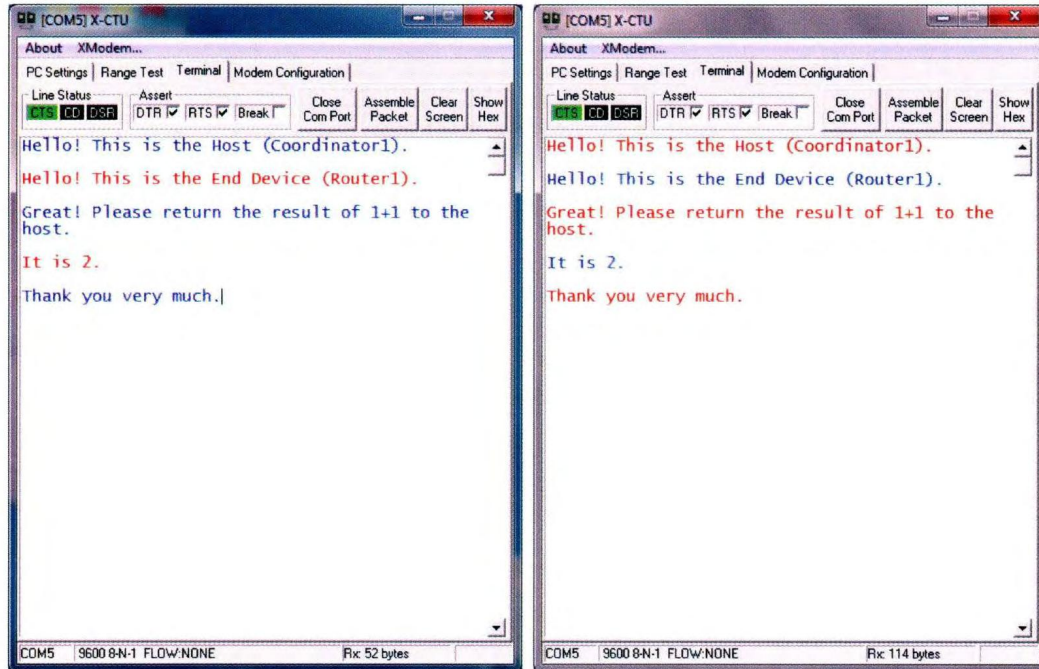 [COM5] X-CTU
About XModem...
PC Settings Range Test Terminal Modem Configuration
Line Status
CTS CD DSR
Assert
DTR RTS Break
Close Com Port
Assemble Packet
Clear Screen
Show Hex
Hello! This is the Host (Coordinator1).
Hello! This is the End Device (Router1).
Great! Please return the result of 1+1 to the
host.
It is 2.
Thank you very much.
COM5 9600 8-N-1 FLOW:NONE Rx: 52 bytes
[COM5] X-CTU
About XModem...
PC Settings Range Test Terminal Modem Configuration
Line Status
CTS CD DSR
Assert
DTR RTS Break
Close Com Port
Assemble Packet
Clear Screen
Show Hex
Hello! This is the Host (Coordinator1).
Hello! This is the End Device (Router1).
Great! Please return the result of 1+1 to the
host.
It is 2.
Thank you very much.
COM5 9600 8-N-1 FLOW:NONE Rx: 114 bytes